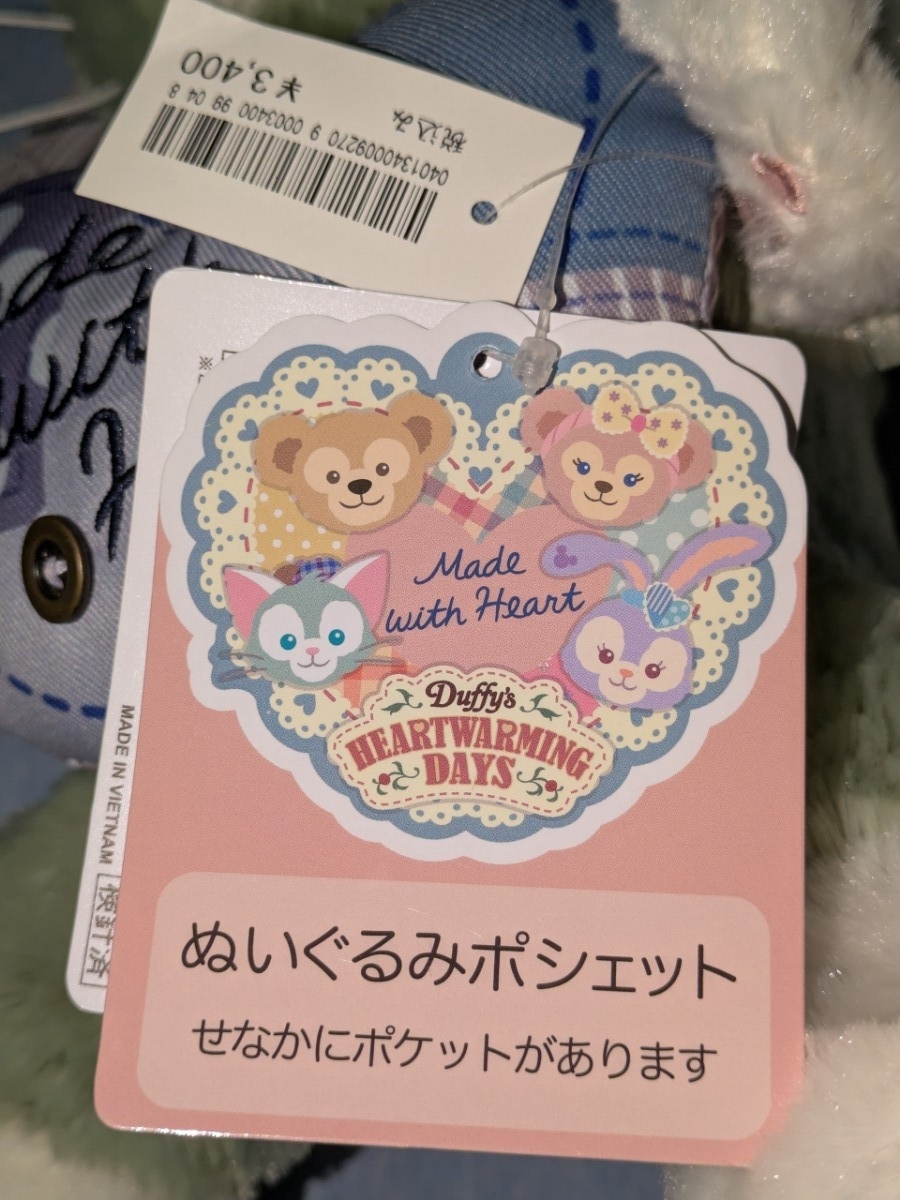 ¥3,400
税込み
0401340009270 9 0003400 99 04 8
with
※
Made
with Heart
Duffy's
HEARTWARMING
DAYS
MADE IN VIETNAM
検針済
ぬいぐるみポシェット
せなかにポケットがあります